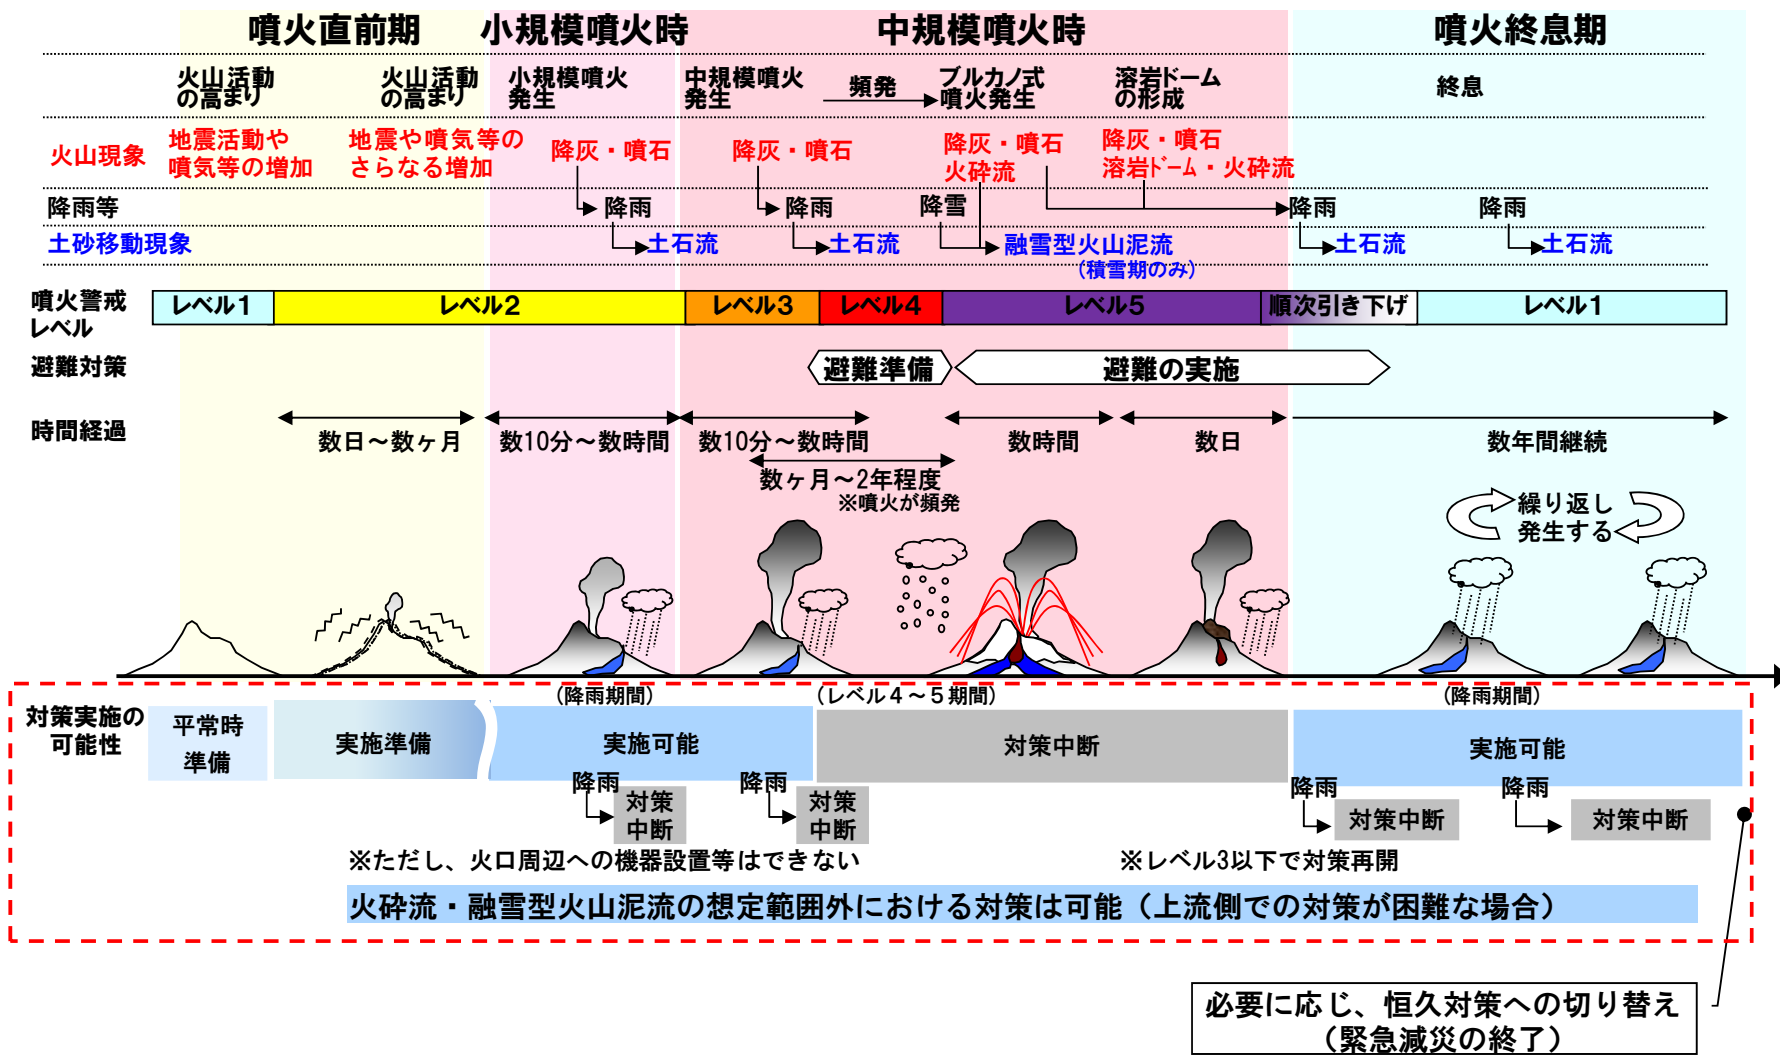 噴火直前期
小規模噴火時
中規模噴火時
噴火終息期
火山活動
の高まり
火山活動
の高まり
小規模噴火
発生
中規模噴火
発生
頻発
ブルカノ式
噴火発生
溶岩ドーム
の形成
終息
火山現象
地震活動や
噴気等の増加
地震や噴気等の
さらなる増加
降灰・噴石
降灰・噴石
降灰・噴石
火砕流
降灰・噴石
溶岩ドーム・火砕流
降雨等
降雨
降雨
降雪
降雨
降雨
土砂移動現象
土石流
土石流
融雪型火山泥流
(積雪期のみ)
土石流
土石流
噴火警戒
レベル
レベル1
レベル2
レベル3
レベル4
レベル5
順次引き下げ
レベル1
避難対策
避難準備
避難の実施
時間経過
数日～数ヶ月
数10分～数時間
数10分～数時間
数時間
数日
数年間継続
数ヶ月～2年程度
※噴火が頻発
繰り返し
発生する
(降雨期間)
(レベル4～5期間)
(降雨期間)
対策実施の
可能性
平常時
準備
実施準備
実施可能
対策中断
実施可能
降雨
対策
中断
降雨
対策
中断
降雨
対策中断
降雨
対策中断
※ただし、火口周辺への機器設置等はできない
※レベル3以下で対策再開
火砕流・融雪型火山泥流の想定範囲外における対策は可能（上流側での対策が困難な場合）
必要に応じ、恒久対策への切り替え
（緊急減災の終了）